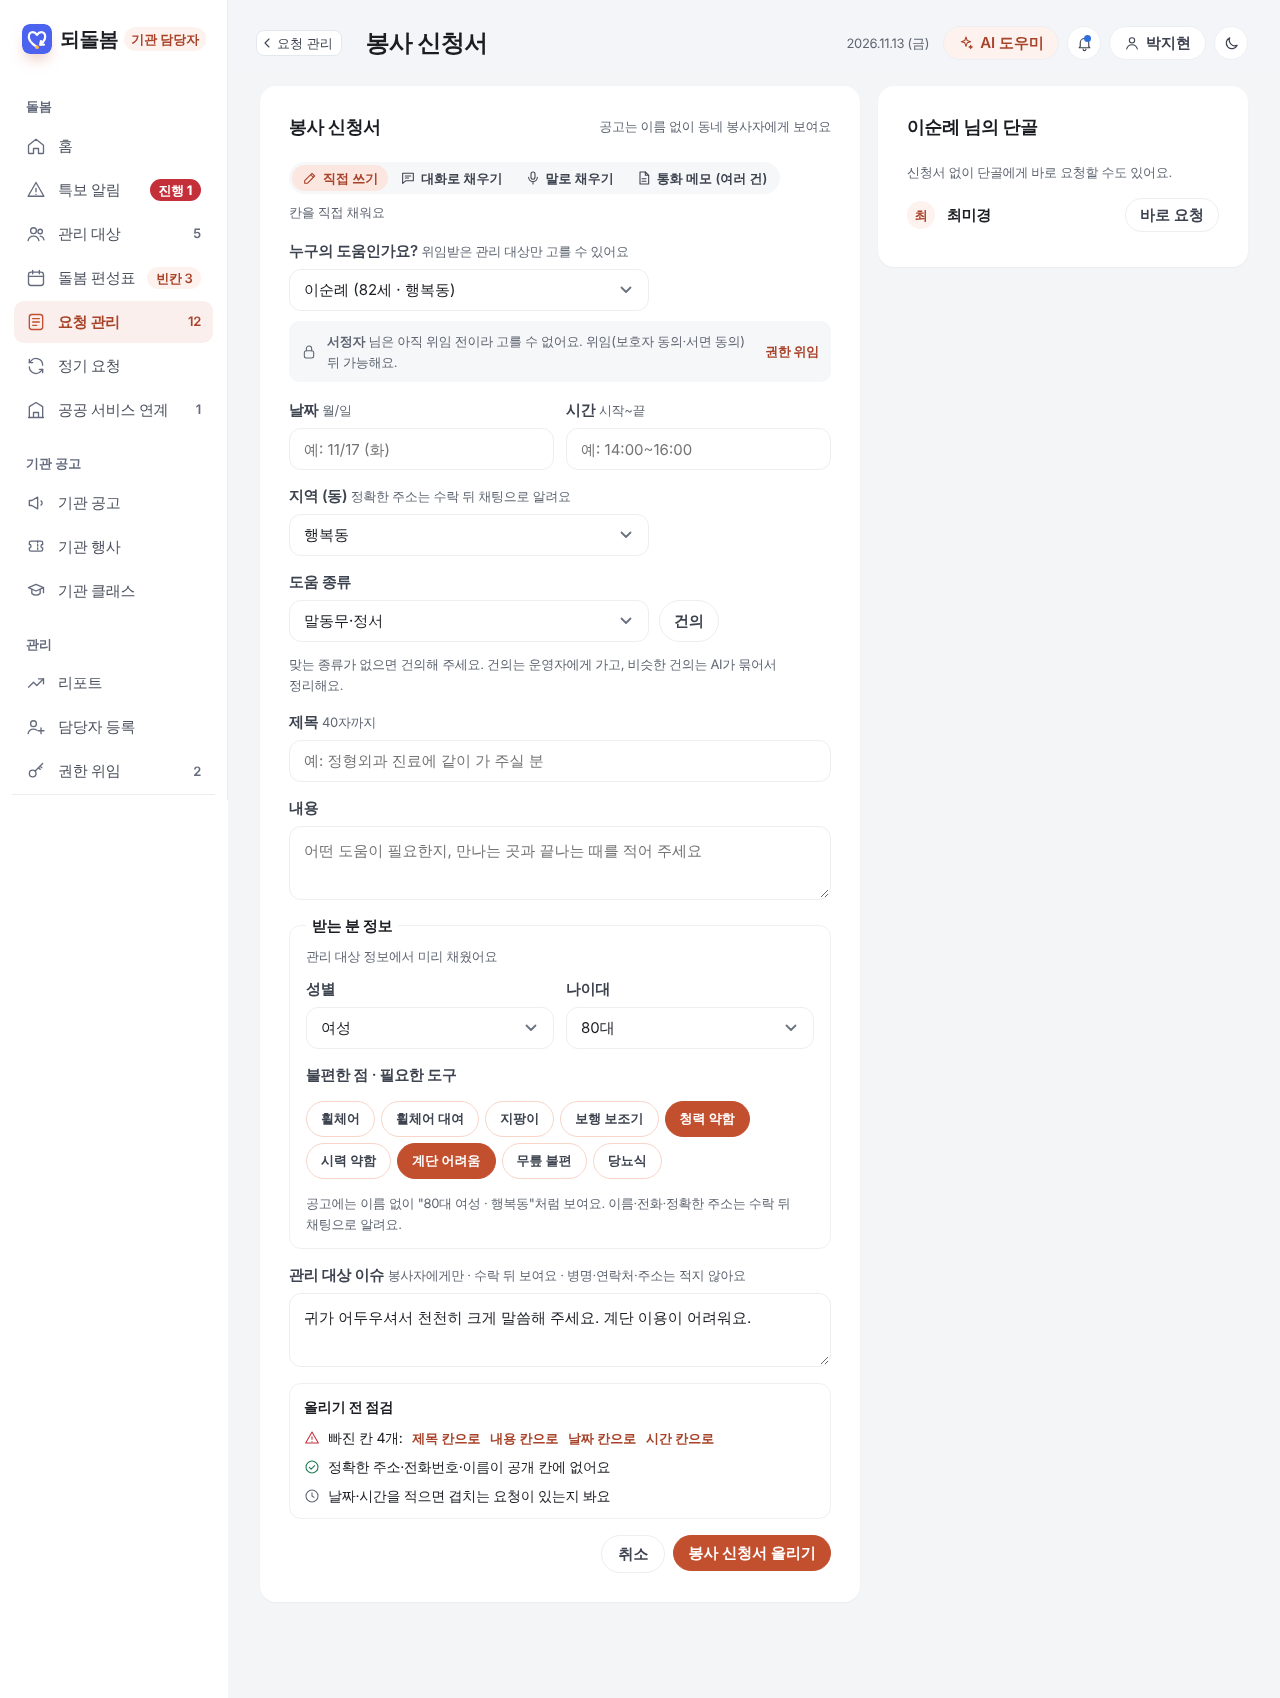 되돌봄 기관 담당자
돌봄
홈
특보 알림 진행 1
관리 대상 5
돌봄 편성표 빈칸 3
요청 관리 12
정기 요청
공공 서비스 연계 1
기관 공고
기관 공고
기관 행사
기관 클래스
관리
리포트
담당자 등록
권한 위임 2
요청 관리 봉사 신청서 2026.11.13 (금) AI 도우미 박지현
봉사 신청서 공고는 이름 없이 동네 봉사자에게 보여요
직접 쓰기 대화로 채우기 말로 채우기 통화 메모 (여러 건)
칸을 직접 채워요
누구의 도움인가요? 위임받은 관리 대상만 고를 수 있어요
이순례 (82세 · 행복동)
서정자 님은 아직 위임 전이라 고를 수 없어요. 위임(보호자 동의·서면 동의)
뒤 가능해요.
권한 위임
날짜 월/일 시간 시작~끝
예: 11/17 (화) 예: 14:00~16:00
지역 (동) 정확한 주소는 수락 뒤 채팅으로 알려요
행복동
도움 종류
말동무·정서 건의
맞는 종류가 없으면 건의해 주세요. 건의는 운영자에게 가고, 비슷한 건의는 AI가 묶어서
정리해요.
제목 40자까지
예: 정형외과 진료에 같이 가 주실 분
내용
어떤 도움이 필요한지, 만나는 곳과 끝나는 때를 적어 주세요
받는 분 정보
관리 대상 정보에서 미리 채웠어요
성별 나이대
여성 80대
불편한 점 · 필요한 도구
휠체어 휠체어 대여 지팡이 보행 보조기 청력 약함
시력 약함 계단 어려움 무릎 불편 당뇨식
공고에는 이름 없이 "80대 여성 · 행복동"처럼 보여요. 이름·전화·정확한 주소는 수락 뒤
채팅으로 알려요.
관리 대상 이슈 봉사자에게만 · 수락 뒤 보여요 · 병명·연락처·주소는 적지 않아요
귀가 어두우셔서 천천히 크게 말씀해 주세요. 계단 이용이 어려워요.
올리기 전 점검
빠진 칸 4개: 제목 칸으로 내용 칸으로 날짜 칸으로 시간 칸으로
정확한 주소·전화번호·이름이 공개 칸에 없어요
날짜·시간을 적으면 겹치는 요청이 있는지 봐요
취소 봉사 신청서 올리기
이순례 님의 단골
신청서 없이 단골에게 바로 요청할 수도 있어요.
최 최미경 바로 요청